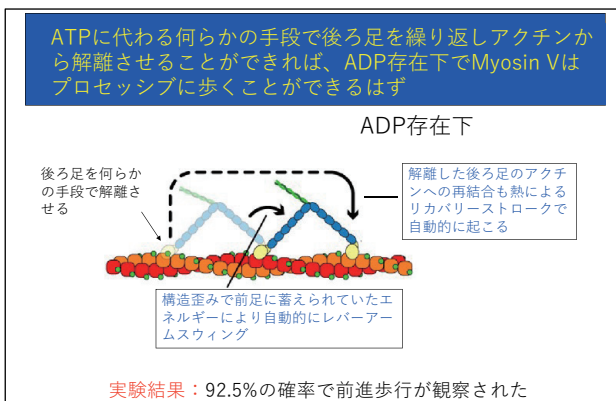 ATPに代わる何らかの手段で後ろ足を繰り返しアクチンか
ら解離させることができれば、ADP存在下でMyosin Vは
プロセッシブに歩くことができるはず
ADP存在下
後ろ足を何らか
の手段で解離さ
せる
解離した後ろ足のアクチ
ンへの再結合も熱による
リカバリーストロークで
自動的に起こる
構造歪みで前足に蓄えられていたエ
ネルギーにより自動的にレバーアー
ムスウィング
実験結果：92.5%の確率で前進歩行が観察された